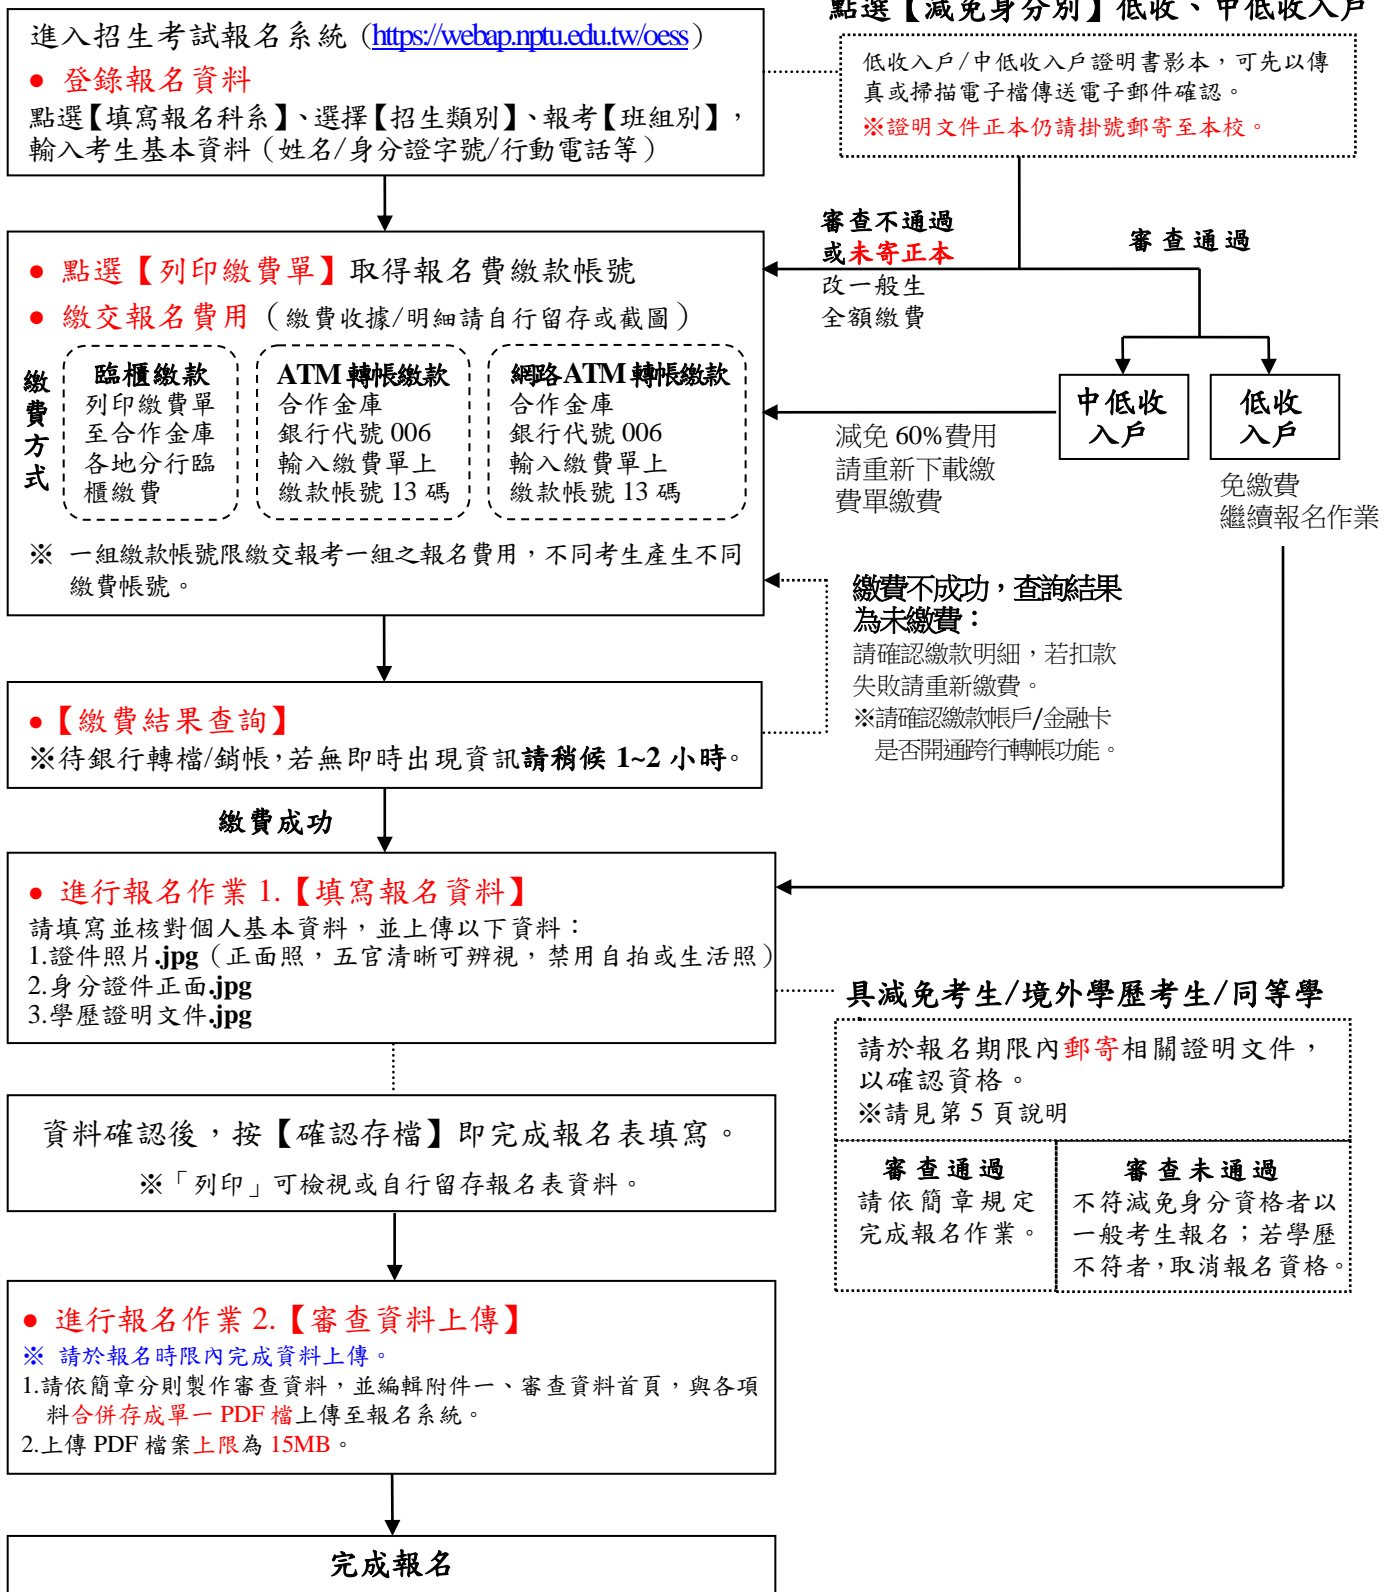 點選【減免身分別】低收、中低收入戶
進入招生考試報名系統 (https://webap.nptu.edu.tw/oess)
● 登錄報名資料
點選【填寫報名科系】、選擇【招生類別】、報考【班組別】，
輸入考生基本資料（姓名/身分證字號/行動電話等）
低收入戶/中低收入戶證明書影本，可先以傳
真或掃描電子檔傳送電子郵件確認。
※證明文件正本仍請掛號郵寄至本校。
審查不通過
或未寄正本
改一般生
全額繳費
審查通過
● 點選【列印繳費單】取得報名費繳款帳號
● 繳交報名費用（繳費收據/明細請自行留存或截圖）
繳費方式
臨櫃繳款
列印繳費單
至合作金庫
各地分行臨
櫃繳費
ATM 轉帳繳款
合作金庫
銀行代號 006
輸入繳費單上
繳款帳號 13 碼
網路 ATM 轉帳繳款
合作金庫
銀行代號 006
輸入繳費單上
繳款帳號 13 碼
※ 一組繳款帳號限繳交報考一組之報名費用，不同考生產生不同
繳費帳號。
中低收
入戶
低收
入戶
減免 60%費用
請重新下載繳
費單繳費
免繳費
繼續報名作業
繳費不成功，查詢結果
為未繳費：
請確認繳款明細，若扣款
失敗請重新繳費。
※請確認繳款帳戶/金融卡
是否開通跨行轉帳功能。
●【繳費結果查詢】
※待銀行轉檔/銷帳，若無即時出現資訊請稍候 1~2 小時。
繳費成功
● 進行報名作業 1.【填寫報名資料】
請填寫並核對個人基本資料，並上傳以下資料：
1.證件照片.jpg（正面照，五官清晰可辨視，禁用自拍或生活照）
2.身分證件正面.jpg
3.學歷證明文件.jpg
具減免考生/境外學歷考生/同等學
請於報名期限內郵寄相關證明文件，
以確認資格。
※請見第 5 頁說明
審查通過
請依簡章規定
完成報名作業。
審查未通過
不符減免身分資格者以
一般考生報名；若學歷
不符者，取消報名資格。
資料確認後，按【確認存檔】即完成報名表填寫。
※「列印」可檢視或自行留存報名表資料。
● 進行報名作業 2.【審查資料上傳】
※ 請於報名時限內完成資料上傳。
1.請依簡章分則製作審查資料，並編輯附件一、審查資料首頁，與各項
料合併存成單一 PDF 檔上傳至報名系統。
2.上傳 PDF 檔案上限為 15MB。
完成報名